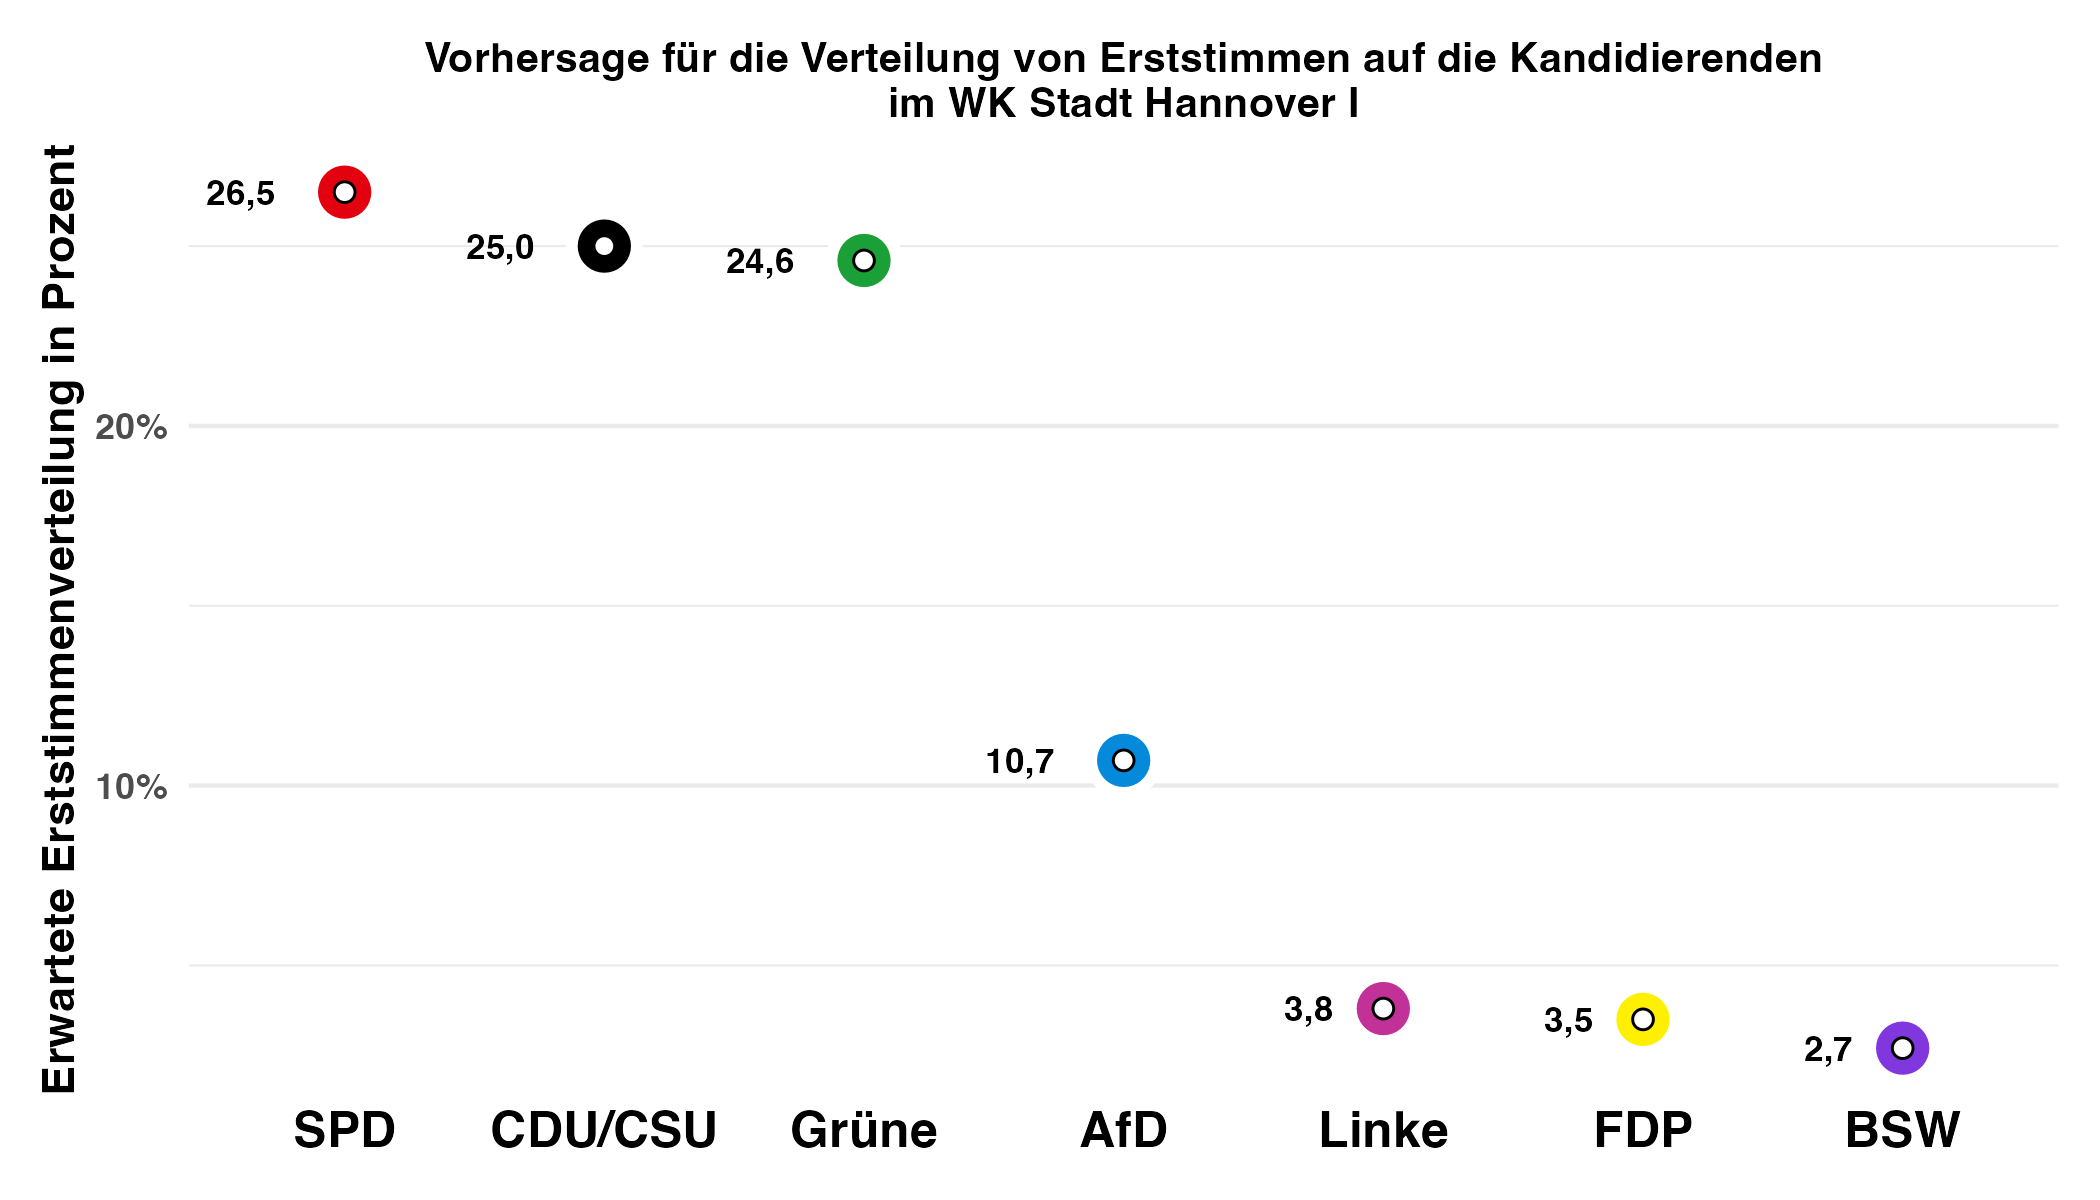 Vorhersage für die Verteilung von Erststimmen auf die Kandidierenden
im WK Stadt Hannover I
Erwartete Erststimmenverteilung in Prozent
26,5
25,0
24,6
20%
10,7
10%
3,8
3,5
2,7
SPD CDU/CSU Grüne AfD Linke FDP BSW